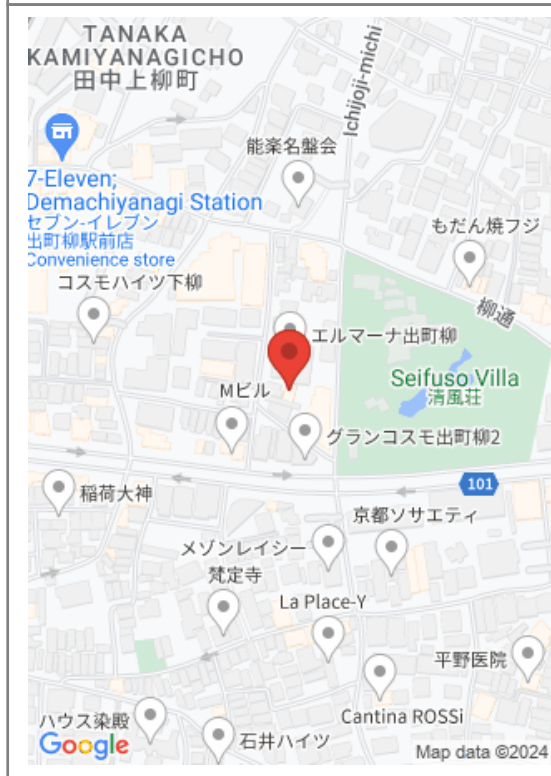 TANAKA
KAMIYANAGICHO
田中上柳町
Ichijoji-michi
能楽名盤会
7-Eleven;
Demachiyanagi Station
セブン-イレブン
出町柳駅前店
Convenience store
もだん焼フジ
コスモハイツ下柳
柳通
エルマーナ出町柳
Seifuso Villa
清風荘
Mビル
グランコスモ出町柳2
101
稲荷大神
京都ソサエティ
メゾンレイシー
梵定寺
La Place-Y
平野医院
Cantina ROSSi
ハウス染殿
石井ハイツ
Google
Map data ©2024